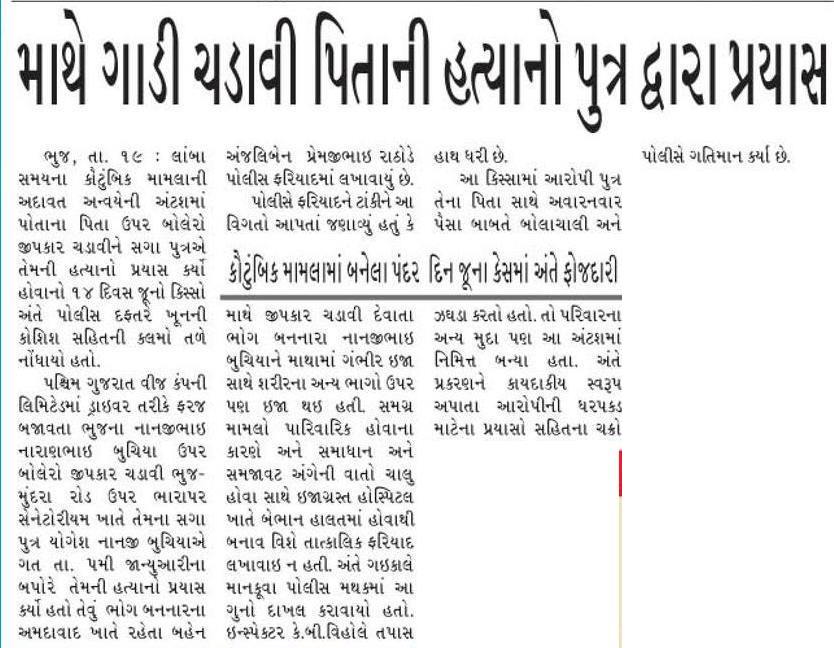 માથે ગાડી ચડાવી પિતાની હત્યાનો પુત્ર દ્વારા પ્રયાસ
ભુજ, તા. ૧૯ : લાંબા
સમયના કૌટુંબિક મામલાની
અદાવત અન્વયેની અંટશમાં
પોતાના પિતા ઉપર બોલેરો
જીપકાર ચડાવીને સગા પુત્રએ
તેમની હત્યાનો પ્રયાસ કર્યો
હોવાનો ૧૪ દિવસ જૂનો કિસ્સો
અંતે પોલીસ દફતરે ખૂનની
કોશિશ સહિતની કલમો તળે
નોંધાયો હતો.
પશ્ચિમ ગુજરાત વીજ કંપની
લિમિટેડમાં ડ્રાઇવર તરીકે ફરજ
બજાવતા ભુજના નાનજીભાઇ
નારાણભાઇ બુચિયા ઉપર
બોલેરો જીપકાર ચડાવી ભુજ-
મુંદરા રોડ ઉપર ભારાપર
સેનેટોરીયમ ખાતે તેમના સગા
પુત્ર યોગેશ નાનજી બુચિયાએ
ગત તા. ૫મી જાન્યુઆરીના
બપોરે તેમની હત્યાનો પ્રયાસ
કર્યો હતો તેવું ભોગ બનનારના
અમદાવાદ ખાતે રહેતા બહેન
અંજલિબેન પ્રેમજીભાઇ રાઠોડે
પોલીસ ફરિયાદમાં લખાવાયું છે.
પોલીસે ફરિયાદને ટાંકીને આ
વિગતો આપતાં જણાવ્યું હતું કે
કૌટુંબિક મામલામાં બનેલા પંદર દિન જૂના કેસમાં અંતે ફોજદારી
માથે જીપકાર ચડાવી દેવાતા
ભોગ બનનારા નાનજીભાઇ
બુચિયાને માથામાં ગંભીર ઇજા
સાથે શરીરના અન્ય ભાગો ઉપર
પણ ઇજા થઇ હતી. સમગ્ર
મામલો પારિવારિક હોવાના
કારણે અને સમાધાન અને
સમજાવટ અંગેની વાતો ચાલુ
હોવા સાથે ઇજાગ્રસ્ત હોસ્પિટલ
ખાતે બેભાન હાલતમાં હોવાથી
બનાવ વિશે તાત્કાલિક ફરિયાદ
લખાવાઇ ન હતી. અંતે ગઇકાલે
માનકૂવા પોલીસ મથકમાં આ
ગુનો દાખલ કરાવાયો હતો.
ઇન્સ્પેક્ટર કે.બી.વિહોલે તપાસ
હાથ ધરી છે.
આ કિસ્સામાં આરોપી પુત્ર
તેના પિતા સાથે અવારનવાર
પૈસા બાબતે બોલાચાલી અને
ઝઘડા કરતો હતો. તો પરિવારના
અન્ય મુદા પણ આ અંટશમાં
નિમિત્ત બન્યા હતા. અંતે
પ્રકરણને કાયદાકીય સ્વરૂપ
અપાતા આરોપીની ધરપકડ
માટેના પ્રયાસો સહિતના ચક્રો
પોલીસે ગતિમાન કર્યા છે.